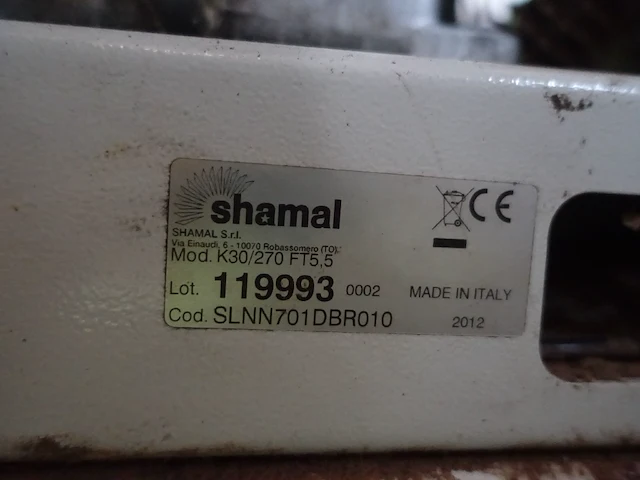 shamal
SHAMAL S.r.l.
Via Einaudi, 6 - 10070 Robassomero (TO)
Mod. K30/270 FT5,5
Lot. 119993 0002 MADE IN ITALY
Cod. SLNN701DBR010 2012
CE